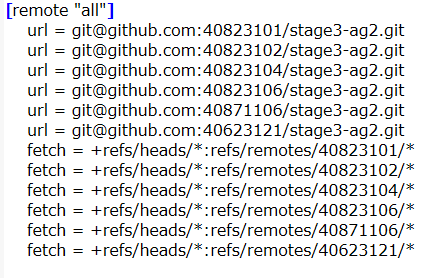 [remote "all"]
url = git@github.com:40823101/stage3-ag2.git
url = git@github.com:40823102/stage3-ag2.git
url = git@github.com:40823104/stage3-ag2.git
url = git@github.com:40823106/stage3-ag2.git
url = git@github.com:40871106/stage3-ag2.git
url = git@github.com:40623121/stage3-ag2.git
fetch = +refs/heads/*:refs/remotes/40823101/*
fetch = +refs/heads/*:refs/remotes/40823102/*
fetch = +refs/heads/*:refs/remotes/40823104/*
fetch = +refs/heads/*:refs/remotes/40823106/*
fetch = +refs/heads/*:refs/remotes/40871106/*
fetch = +refs/heads/*:refs/remotes/40623121/*